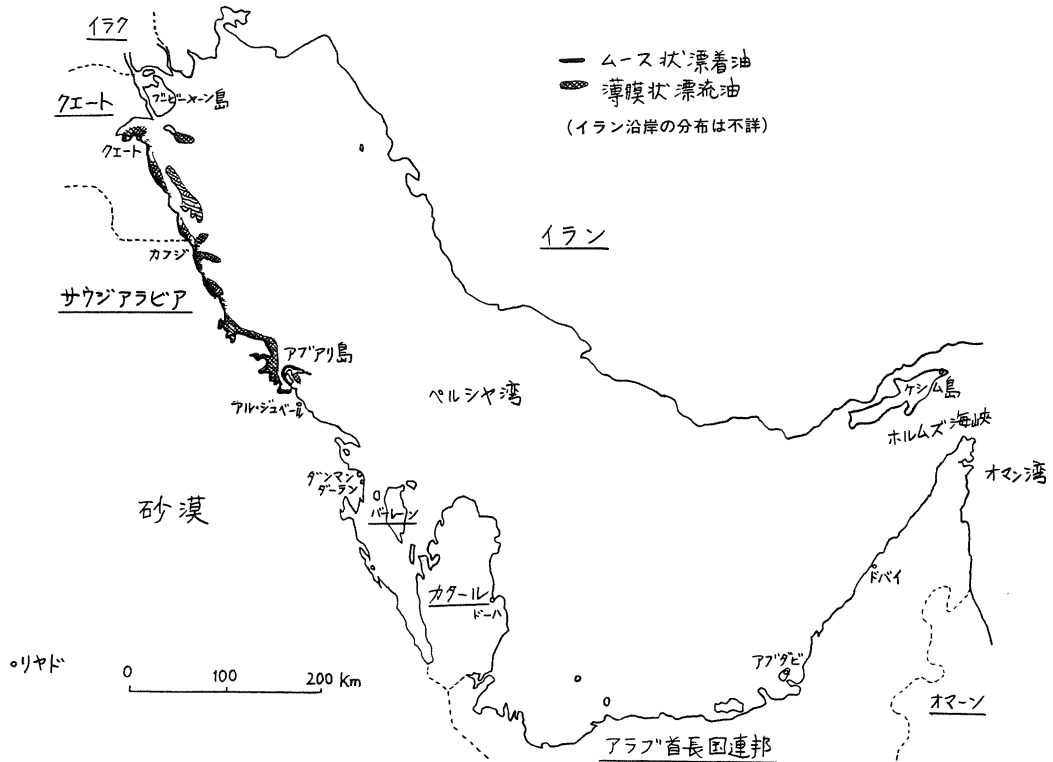 イラク
ムース状漂着油
薄膜状漂流油
(イラン沿岸の分布は不詳)
クエート
ブービーヤーン島
クエート
イラン
カフジ
サウジアラビア
アブアリ島
ペルシヤ湾
アル・ジュベール
ケシム島
ホルムズ海峡
オマン湾
ダンマン
ダーラン
砂漠
バーレーン
ドバイ
カタール
ドーハ
リヤド
0 100 200 Km
アブダビ
オマーン
アラブ首長国連邦